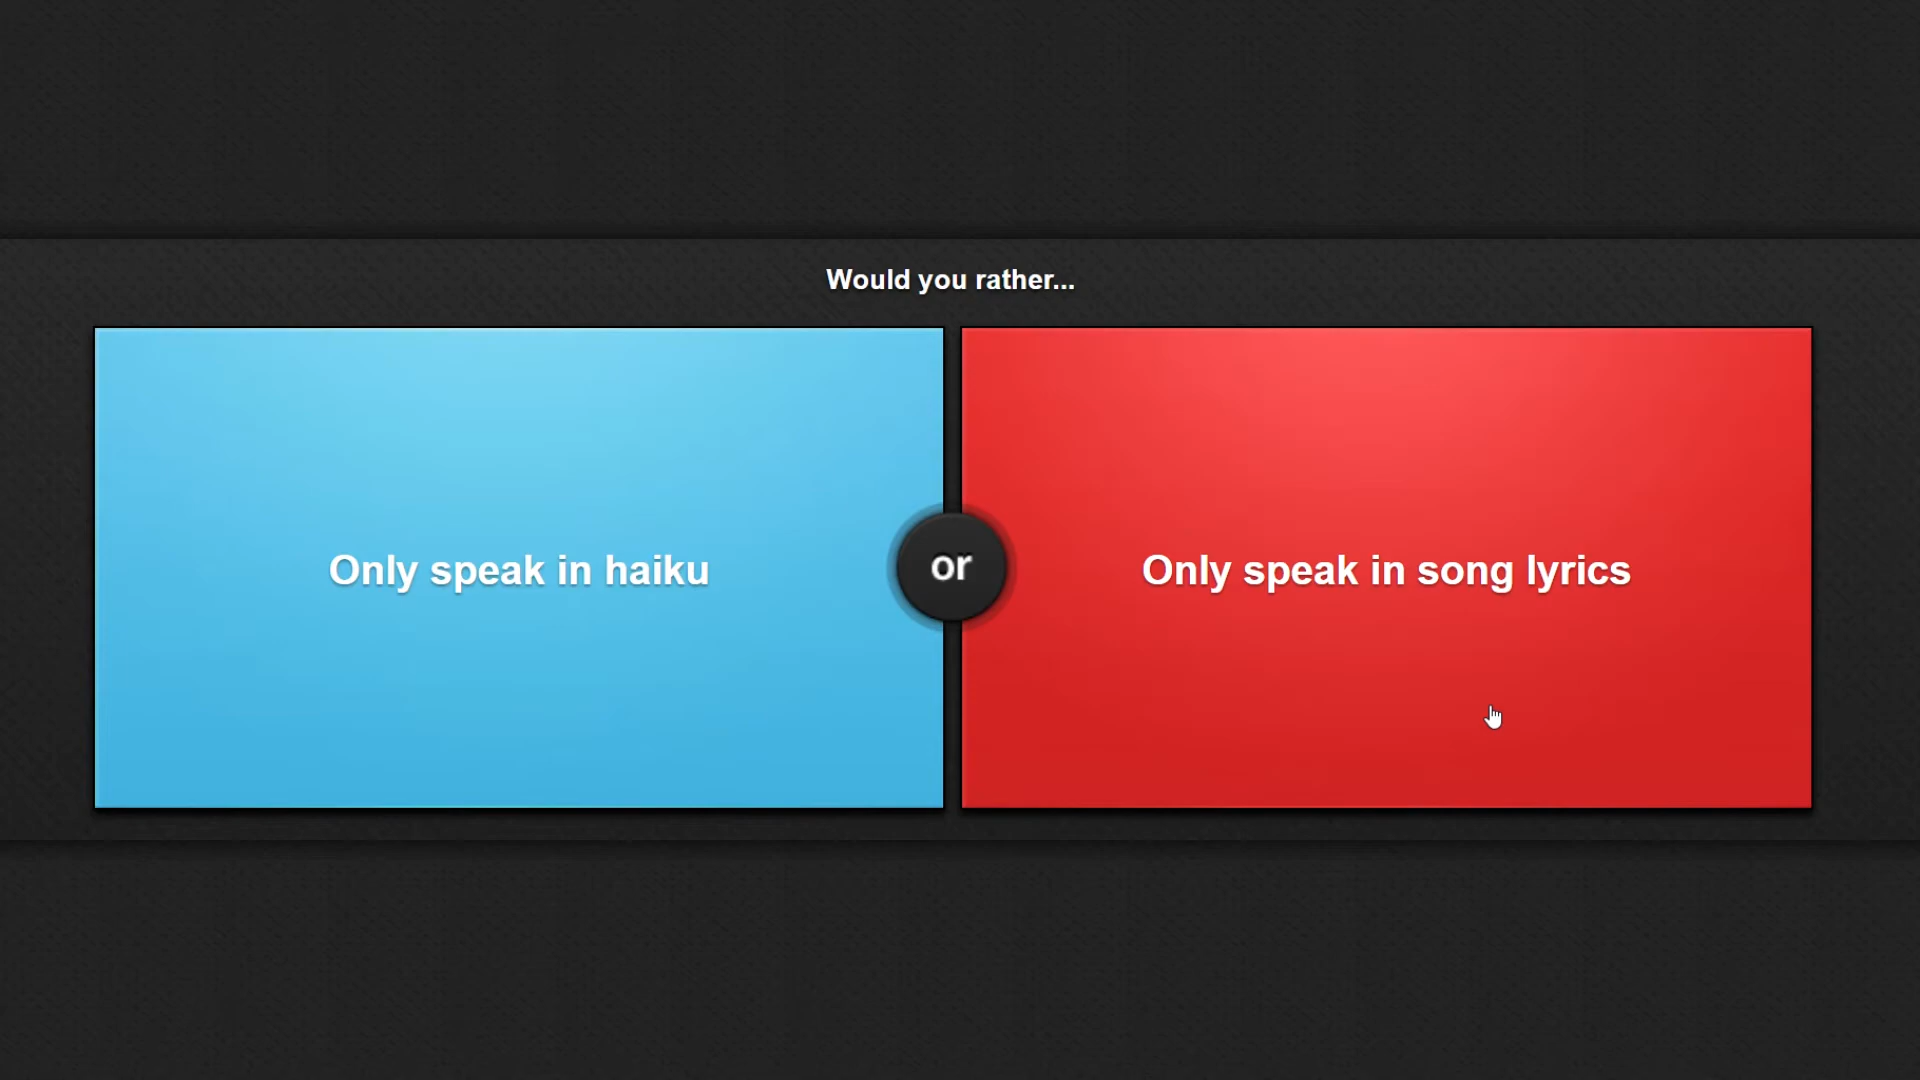 Would you rather...
Only speak in haiku
or
Only speak in song lyrics